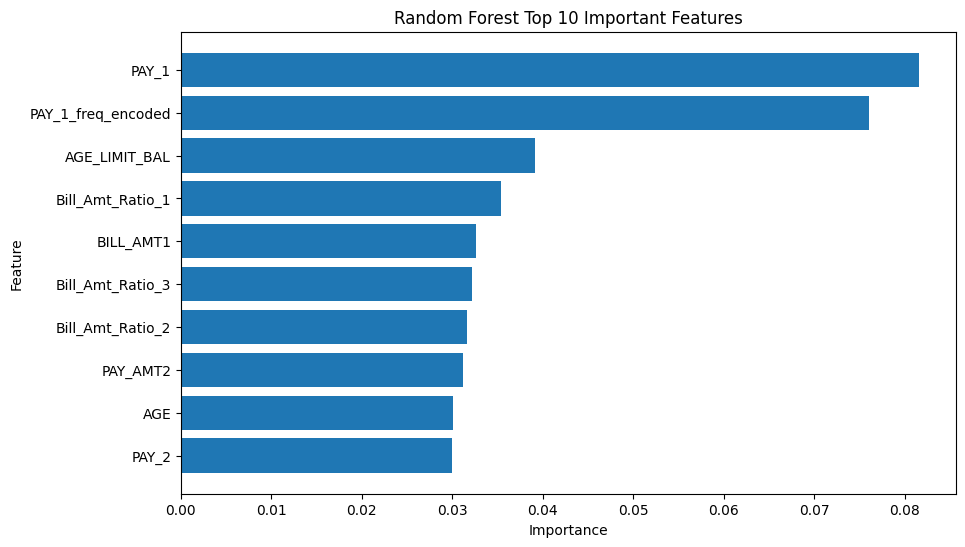 Random Forest Top 10 Important Features
PAY_1
PAY_1_freq_encoded
AGE_LIMIT_BAL
Bill_Amt_Ratio_1
BILL_AMT1
Bill_Amt_Ratio_3
Bill_Amt_Ratio_2
PAY_AMT2
AGE
PAY_2
Feature
0.00 0.01 0.02 0.03 0.04 0.05 0.06 0.07 0.08
Importance